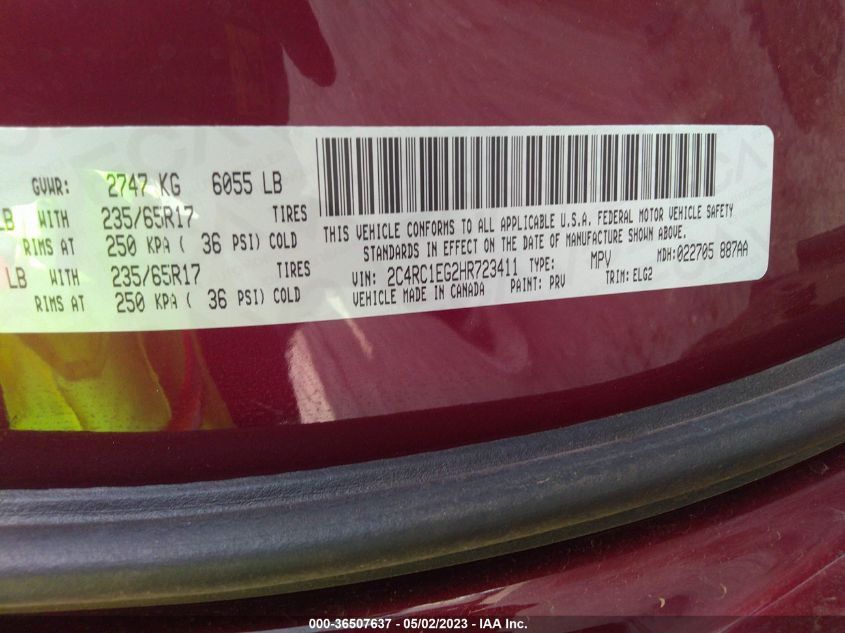 GVWR: 2747 KG 6055 LB
LB WITH 235/65R17 TIRES
RIMS AT 250 KPA ( 36 PSI) COLD
LB WITH 235/65R17 TIRES
RIMS AT 250 KPA ( 36 PSI) COLD
THIS VEHICLE CONFORMS TO ALL APPLICABLE U.S.A. FEDERAL MOTOR VEHICLE SAFETY
STANDARDS IN EFFECT ON THE DATE OF MANUFACTURE SHOWN ABOVE.
VIN: 2C4RC1EG2HR723411 TYPE: MPV MDH:022705 887AA
VEHICLE MADE IN CANADA PAINT: PRV TRIM: ELG2
000-36507637 - 05/02/2023 - IAA Inc.